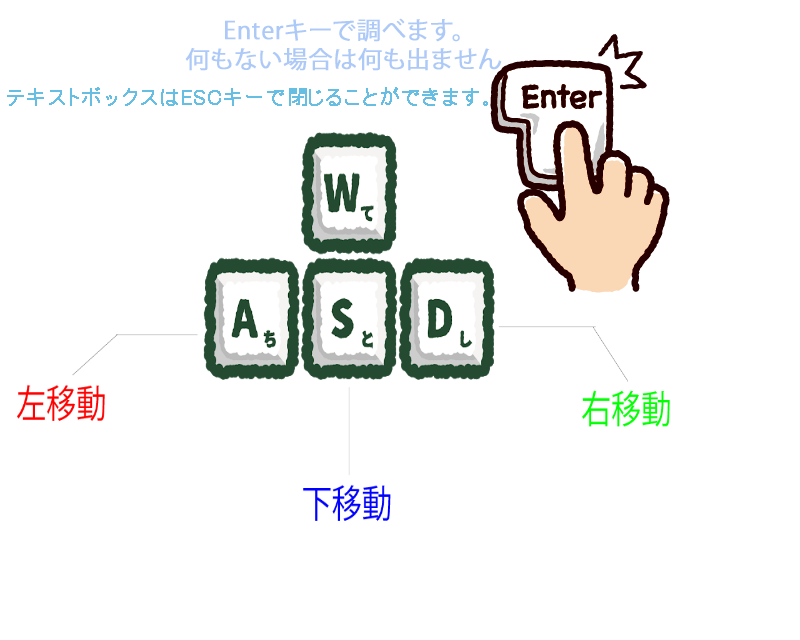 Enterキーで調べます。
何もない場合は何も出ません
テキストボックスはESCキーで閉じることができます。
Enter
W
て
A
ち
S
と
D
し
左移動
右移動
下移動